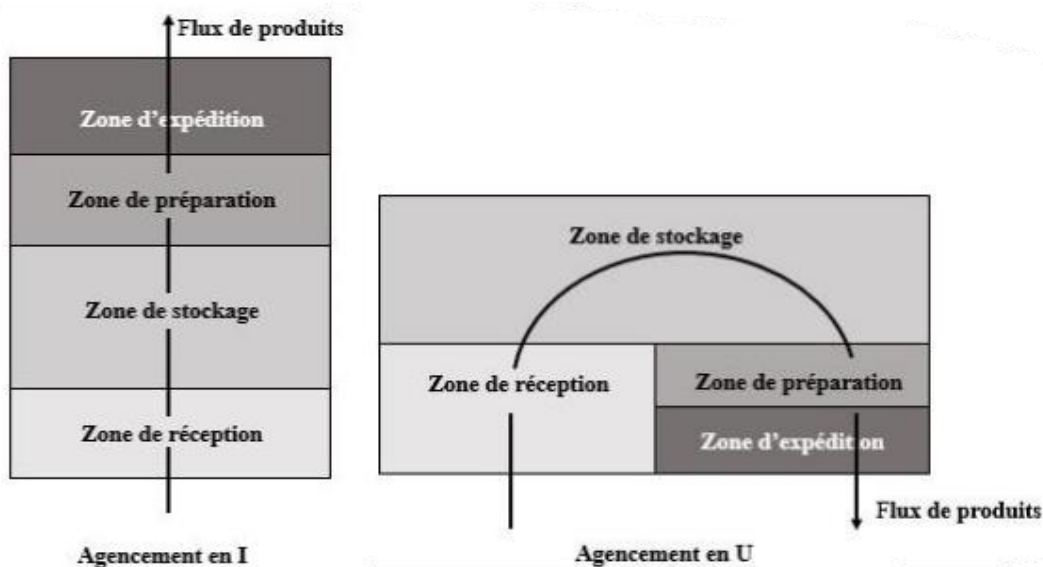 Flux de produits
Zone d'expédition
Zone de préparation
Zone de stockage
Zone de réception
Agencement en I
Zone de stockage
Zone de réception
Zone de préparation
Zone d'expédition
Flux de produits
Agencement en U